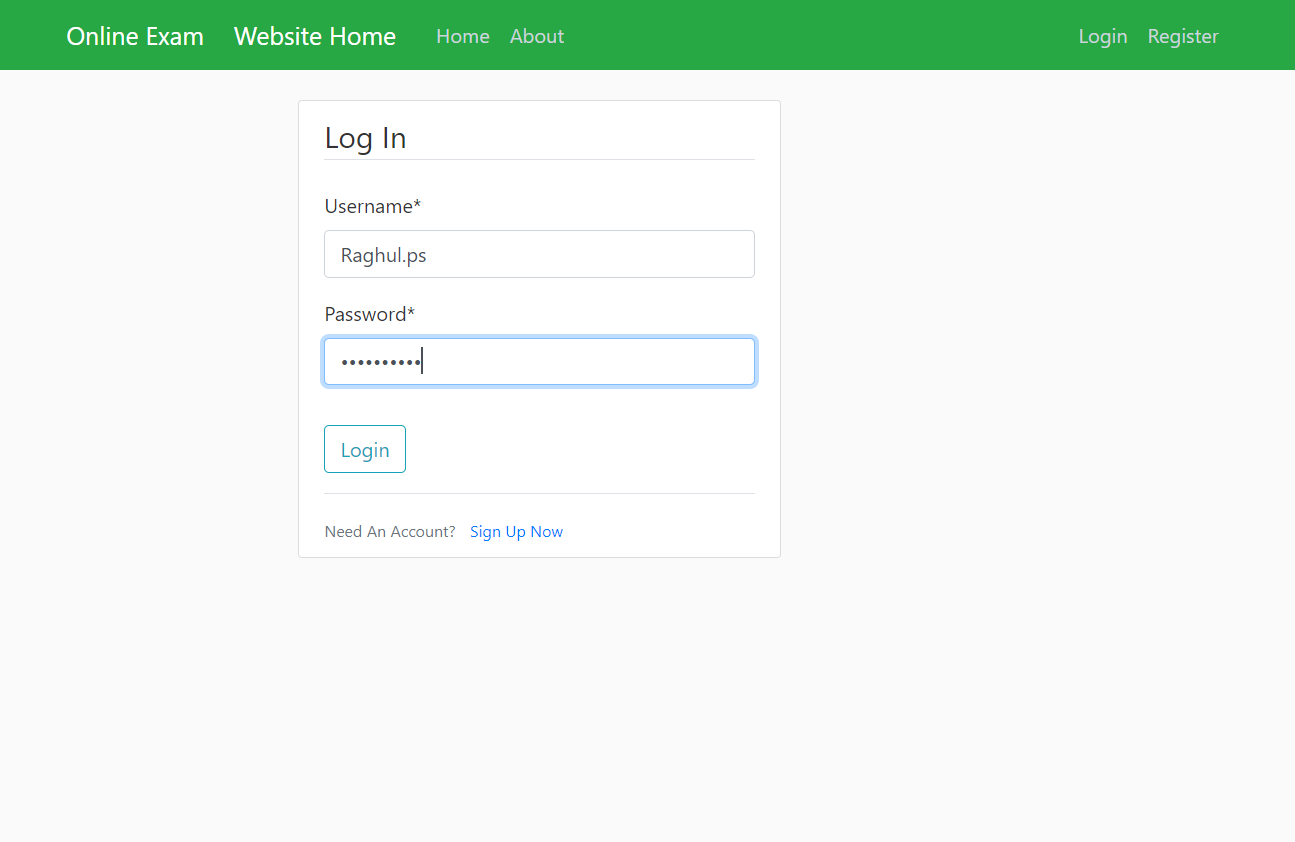 Online Exam Website Home Home About Login Register
Log In
Username*
Raghul.ps
Password*
••••••••••
Login
Need An Account? Sign Up Now